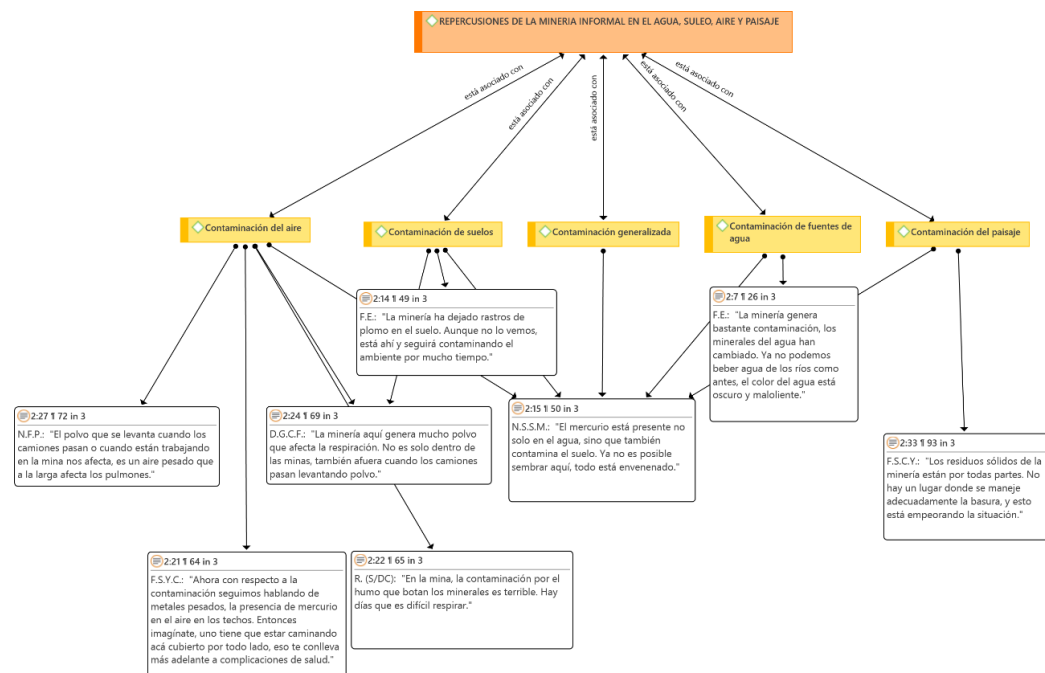 REPERCUSIONES DE LA MINERIA INFORMAL EN EL AGUA, SULEO, AIRE Y PAISAJE
está asociado con
está asociado con
está asociado con
está asociado con
está asociado con
Contaminación del aire
Contaminación de suelos
Contaminación generalizada
Contaminación de fuentes de
agua
Contaminación del paisaje
2:14 ¶ 49 in 3
F.E.: "La minería ha dejado rastros de
plomo en el suelo. Aunque no lo vemos,
está ahí y seguirá contaminando el
ambiente por mucho tiempo."
2:7 ¶ 26 in 3
F.E.: "La minería genera
bastante contaminación, los
minerales del agua han
cambiado. Ya no podemos
beber agua de los ríos como
antes, el color del agua está
oscuro y maloliente."
2:27 ¶ 72 in 3
N.F.P.: "El polvo que se levanta cuando los
camiones pasan o cuando están trabajando
en la mina nos afecta, es un aire pesado que
a la larga afecta los pulmones."
2:24 ¶ 69 in 3
D.G.C.F.: "La minería aquí genera mucho polvo
que afecta la respiración. No es solo dentro de
las minas, también afuera cuando los camiones
pasan levantando polvo."
2:15 ¶ 50 in 3
N.S.S.M.: "El mercurio está presente no
solo en el agua, sino que también
contamina el suelo. Ya no es posible
sembrar aquí, todo está envenenado."
2:33 ¶ 93 in 3
F.S.C.Y.: "Los residuos sólidos de la
minería están por todas partes. No
hay un lugar donde se maneje
adecuadamente la basura, y esto
está empeorando la situación."
2:21 ¶ 64 in 3
F.S.Y.C.: "Ahora con respecto a la
contaminación seguimos hablando de
metales pesados, la presencia de mercurio
en el aire en los techos. Entonces
imagínate, uno tiene que estar caminando
acá cubierto por todo lado, eso te conlleva
más adelante a complicaciones de salud."
2:22 ¶ 65 in 3
R. (S/DC): "En la mina, la contaminación por el
humo que botan los minerales es terrible. Hay
días que es difícil respirar."